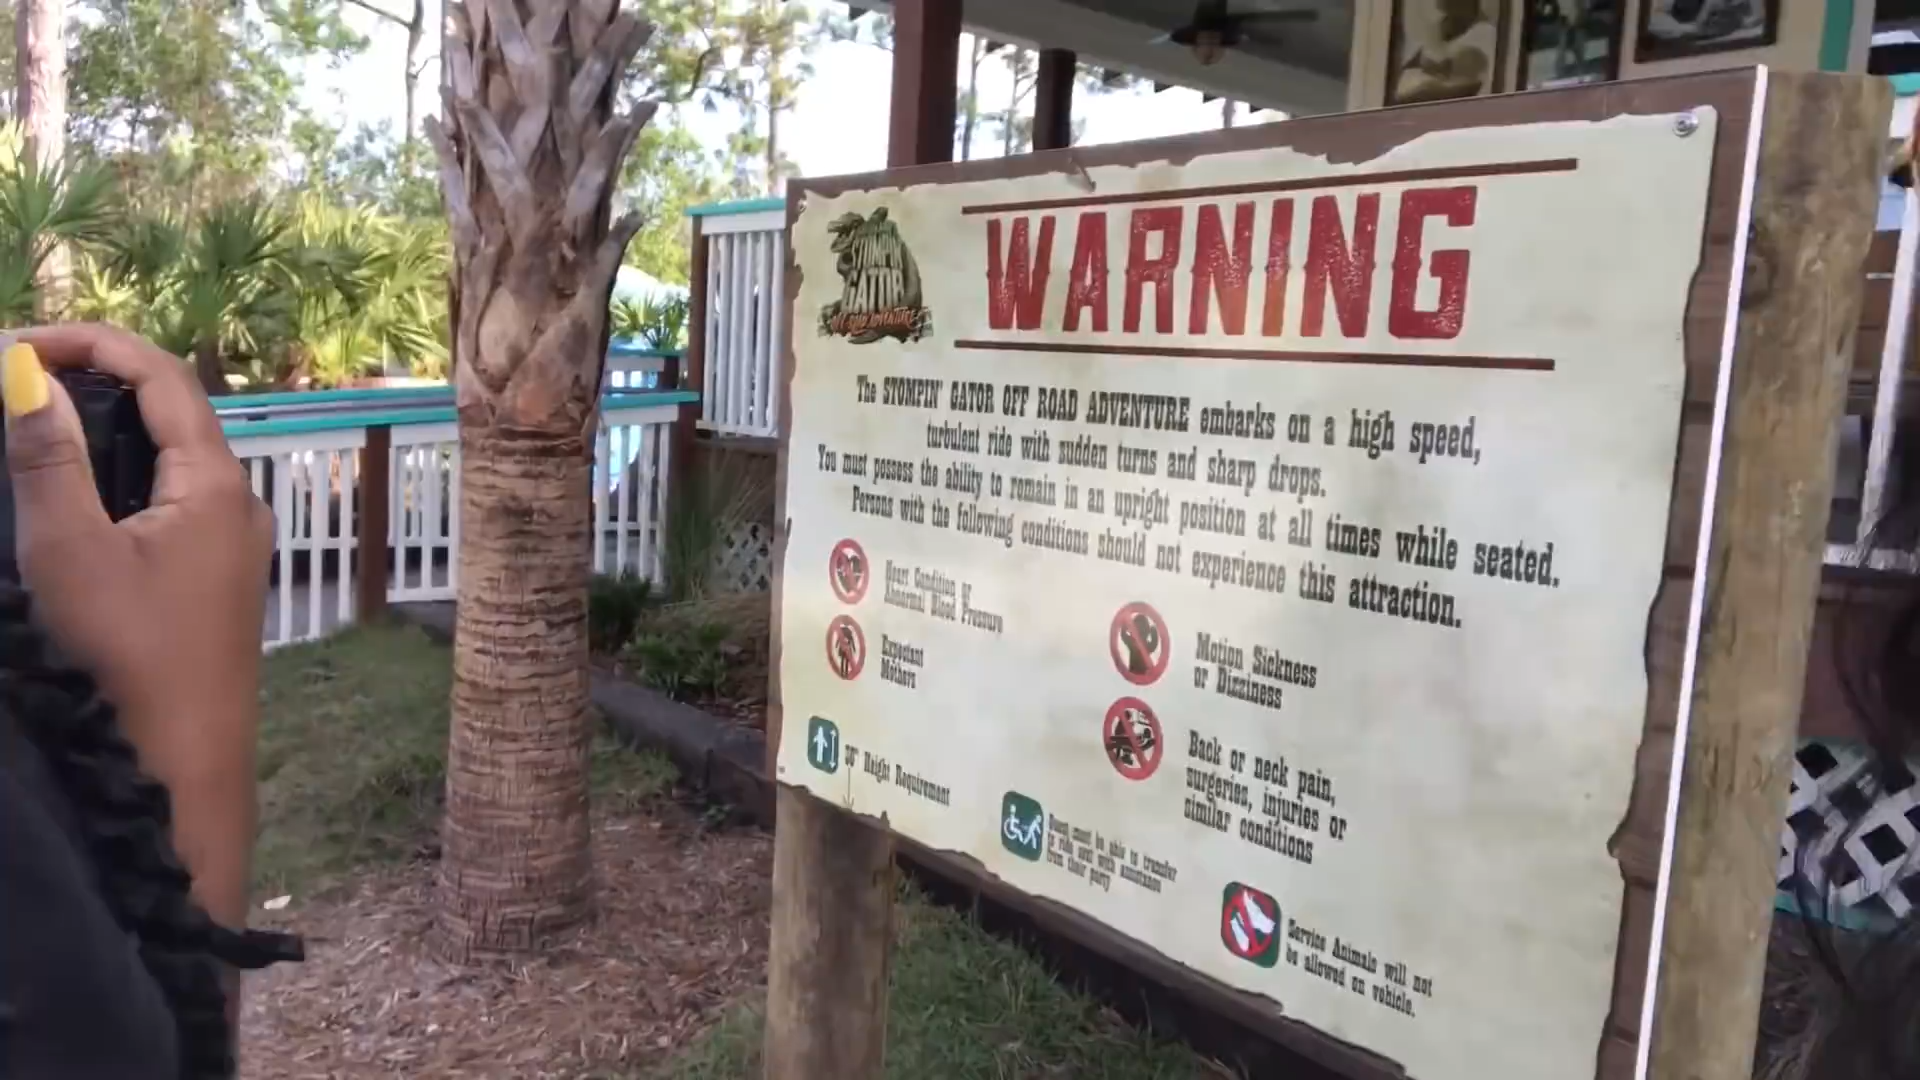 STOMPIN'
GATOR
OFF ROAD ADVENTURE
WARNING
The STOMPIN' GATOR OFF ROAD ADVENTURE embarks on a high speed,
turbulent ride with sudden turns and sharp drops.
You must possess the ability to remain in an upright position at all times while seated.
Persons with the following conditions should not experience this attraction.
Heart Condition or
Abnormal Blood Pressure
Expectant
Mothers
Motion Sickness
or Dizziness
Back or neck pain,
surgeries, injuries or
similar conditions
Height Requirement
Guests must be able to transfer
to ride seat with assistance
from their party
Service Animals will not
be allowed on vehicle.